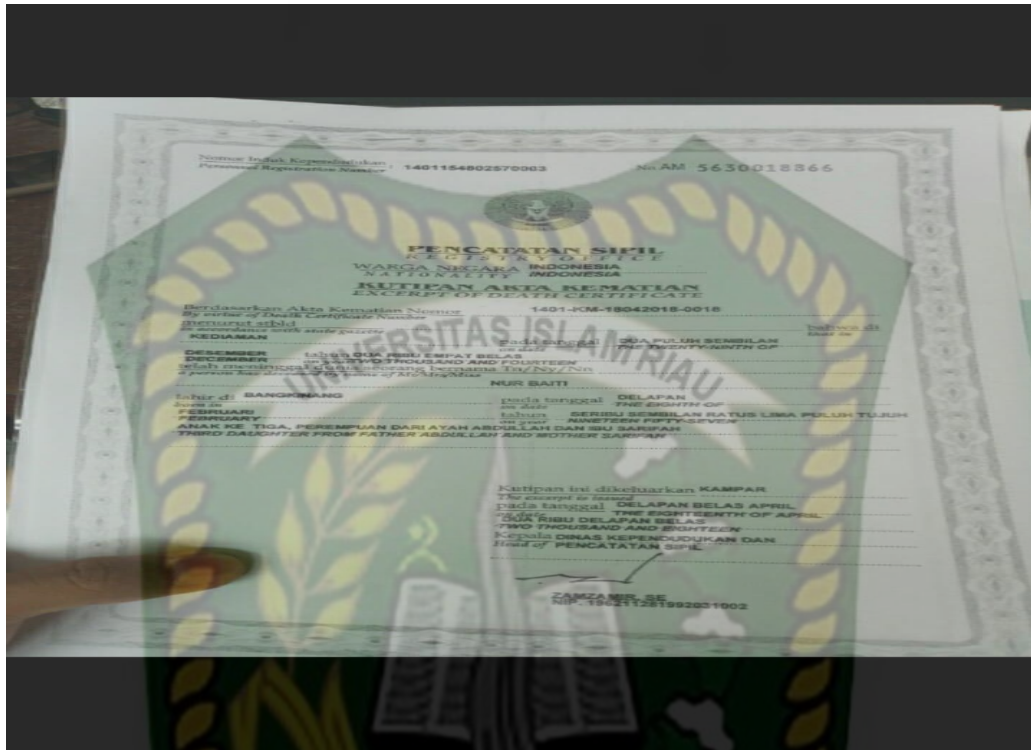 Nomor Induk Kependudukan 1401154802570003
Personal Registration Number
No. AM 5630018866
PENCATATAN SIPIL
REGISTRY OFFICE
WARGA NEGARA INDONESIA
NATIONALITY INDONESIA
KUTIPAN AKTA KEMATIAN
EXCERPT OF DEATH CERTIFICATE
Berdasarkan Akta Kematian Nomor 1401-KM-18042018-0016
By virtue of Death Certificate Number
menurut stbld bahwa di
in accordance with state gazette that in
KEDIAMAN pada tanggal DUA PULUH SEMBILAN
on date THE TWENTY-NINTH OF
DESEMBER tahun DUA RIBU EMPAT BELAS
DECEMBER on year TWO THOUSAND AND FOURTEEN
telah meninggal dunia seorang bernama Tn/Ny/Nn
NUR BAITI
lahir di BANGKINANG pada tanggal DELAPAN
born in on date THE EIGHTH OF
FEBRUARI tahun SERIBU SEMBILAN RATUS LIMA PULUH TUJUH
FEBRUARY on year NINETEEN FIFTY-SEVEN
ANAK KE. TIGA, PEREMPUAN DARI AYAH ABDULLAH DAN IBU SARIFAH
THIRD DAUGHTER FROM FATHER ABDULLAH AND MOTHER SARIFAH
Kutipan ini dikeluarkan KAMPAR
The excerpt is issued
pada tanggal DELAPAN BELAS APRIL
on date THE EIGHTEENTH OF APRIL
DUA RIBU DELAPAN BELAS
TWO THOUSAND AND EIGHTEEN
Kepala DINAS KEPENDUDUKAN DAN
Head of PENCATATAN SIPIL
ZAMZAMIR, SE
NIP. 196211281992031002
UNIVERSITAS ISLAM RIAU